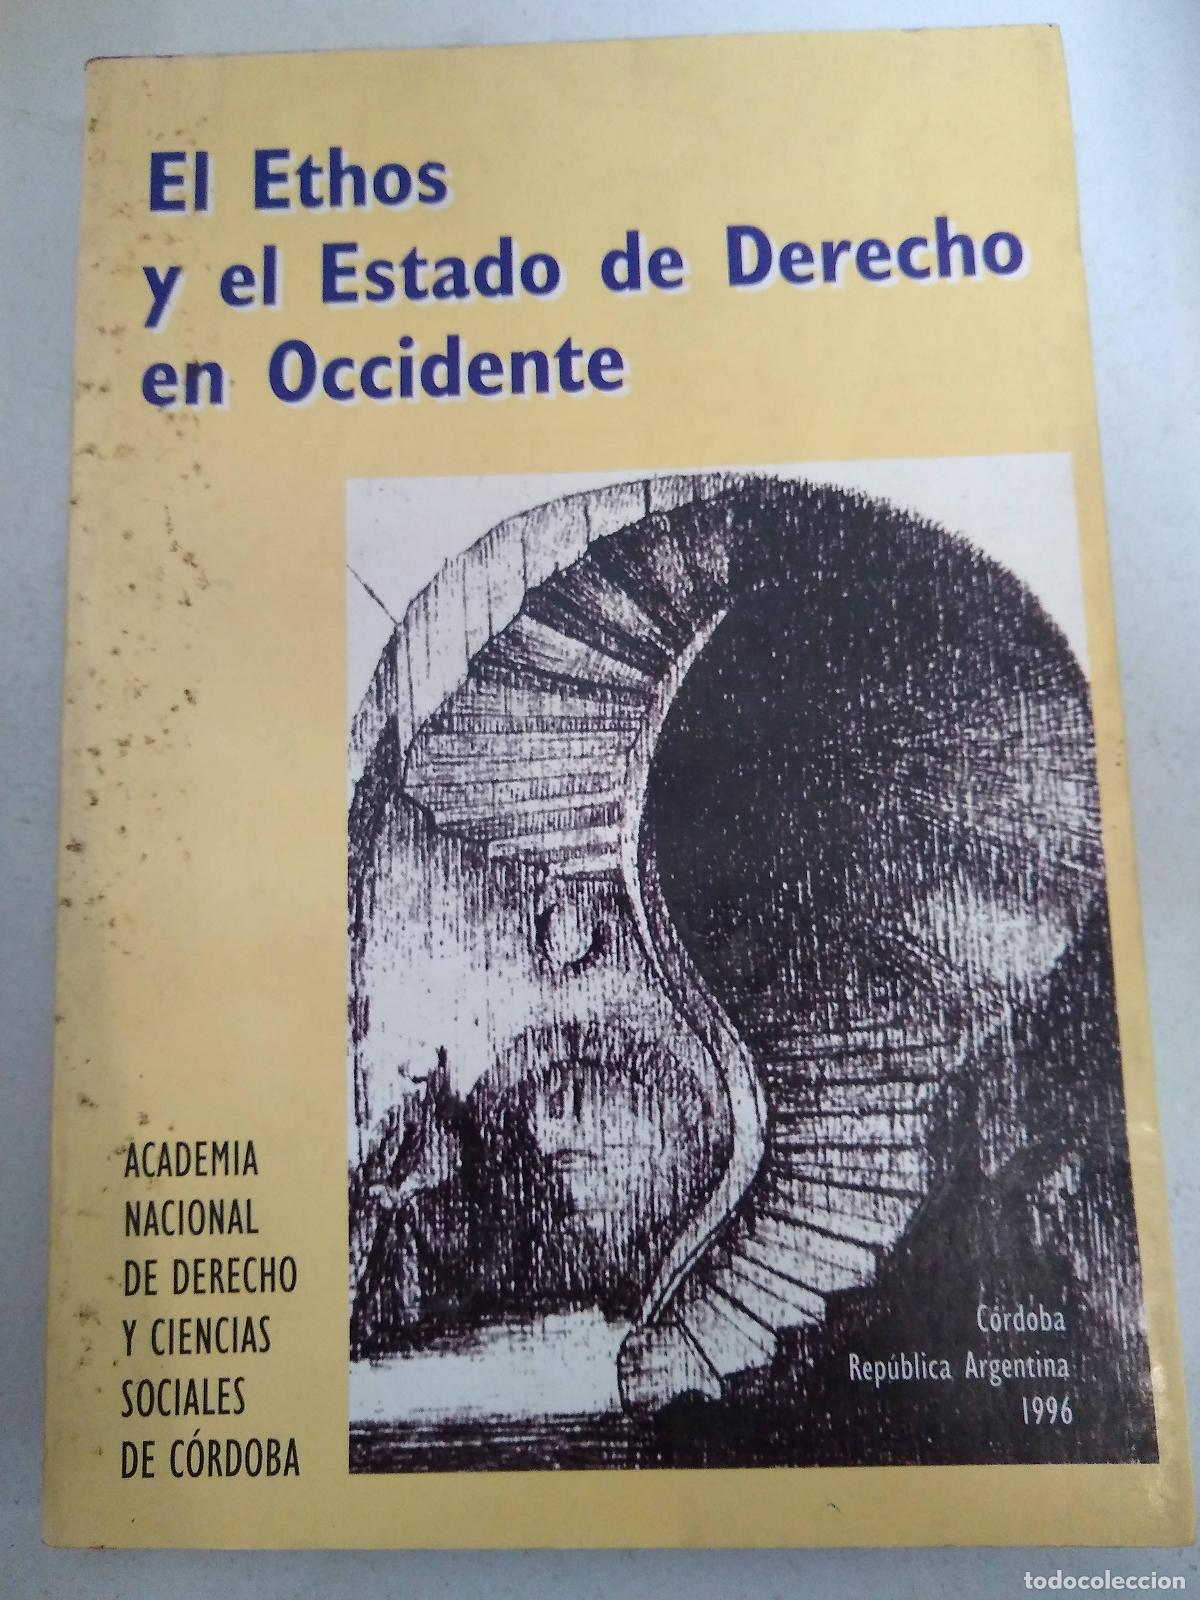 El Ethos
y el Estado de Derecho
en Occidente
ACADEMIA
NACIONAL
DE DERECHO
Y CIENCIAS
SOCIALES
DE CÓRDOBA
Córdoba
República Argentina
1996
todocoleccion